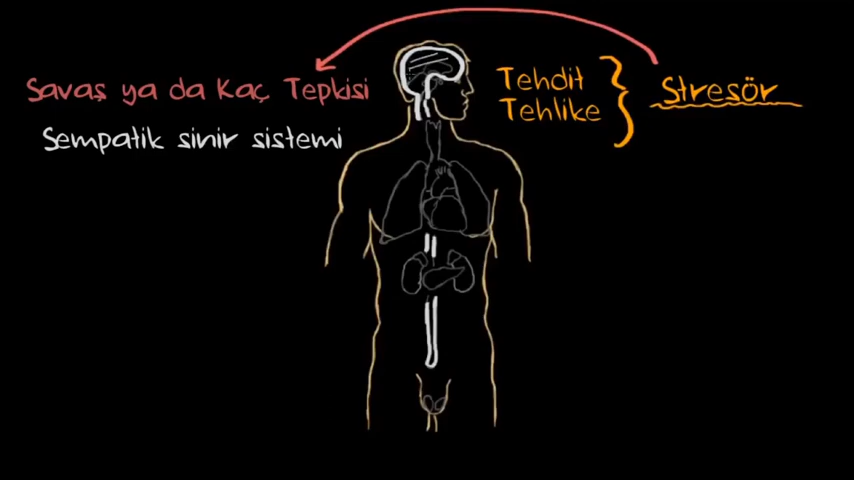 Savaş ya da Kaç Tepkisi
Sempatik sinir sistemi
Tehdit
Tehlike
Stresör